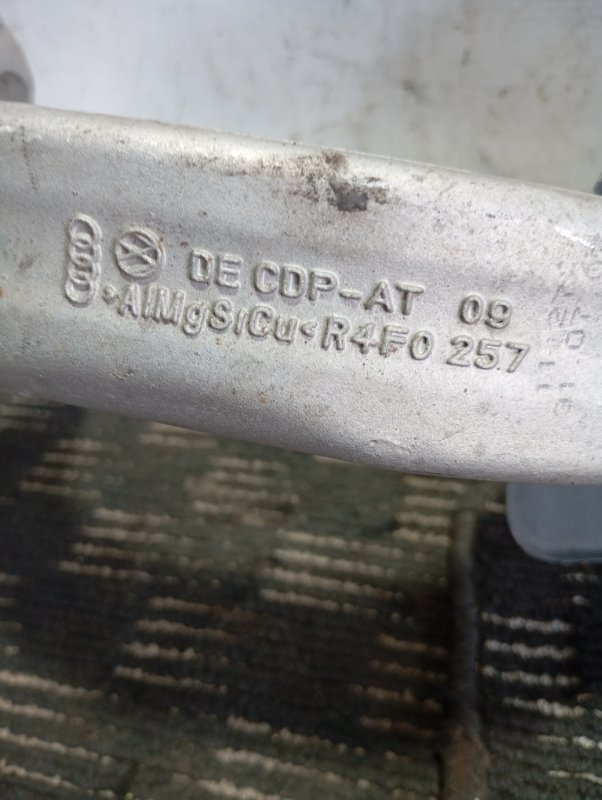 DE CDP-AT 09
>AlMgSiCu< R4F0 257